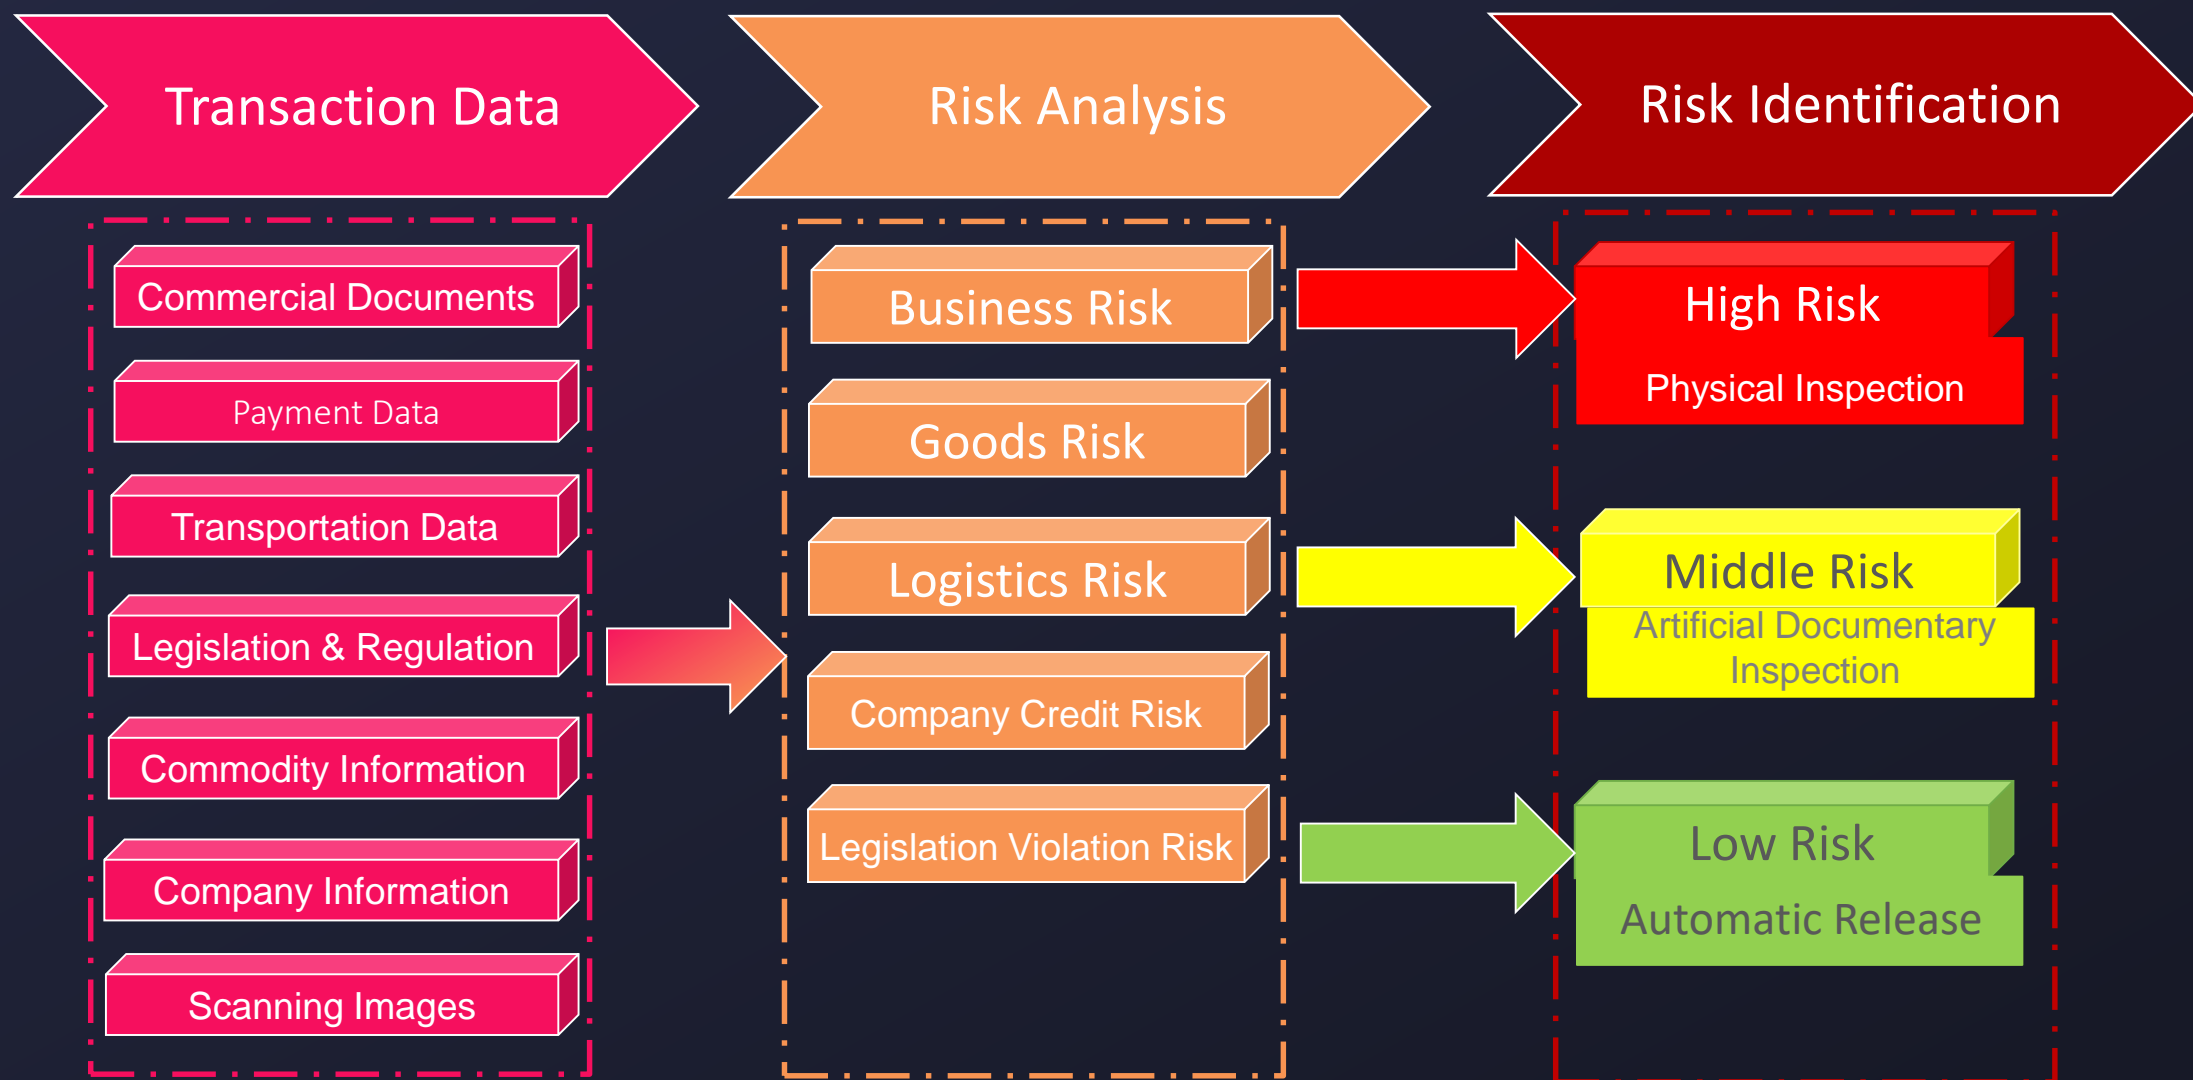 Transaction Data
Risk Analysis
Risk Identification
Commercial Documents
Payment Data
Transportation Data
Legislation & Regulation
Commodity Information
Company Information
Scanning Images
Business Risk
Goods Risk
Logistics Risk
Company Credit Risk
Legislation Violation Risk
High Risk
Physical Inspection
Middle Risk
Artificial Documentary
Inspection
Low Risk
Automatic Release